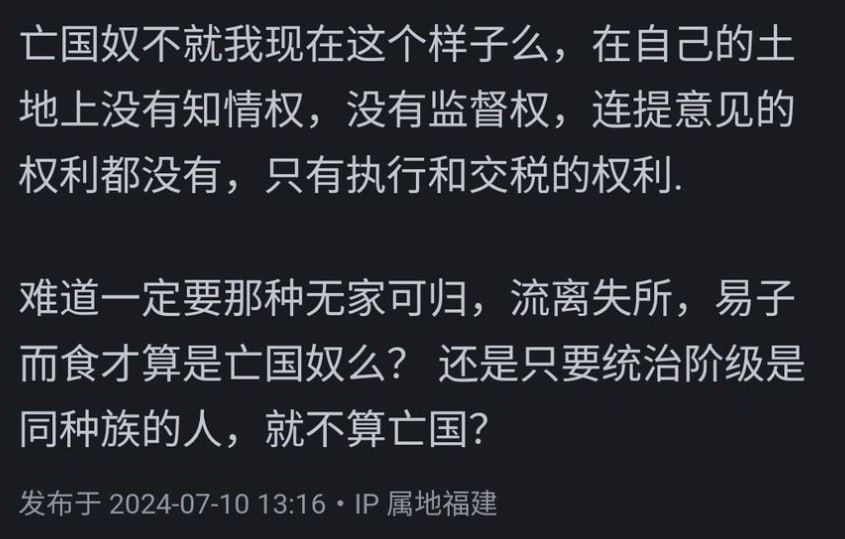 亡国奴不就我现在这个样子么，在自己的土
地上没有知情权，没有监督权，连提意见的
权利都没有，只有执行和交税的权利.
难道一定要那种无家可归，流离失所，易子
而食才算是亡国奴么？ 还是只要统治阶级是
同种族的人，就不算亡国？
发布于 2024-07-10 13:16・IP 属地福建